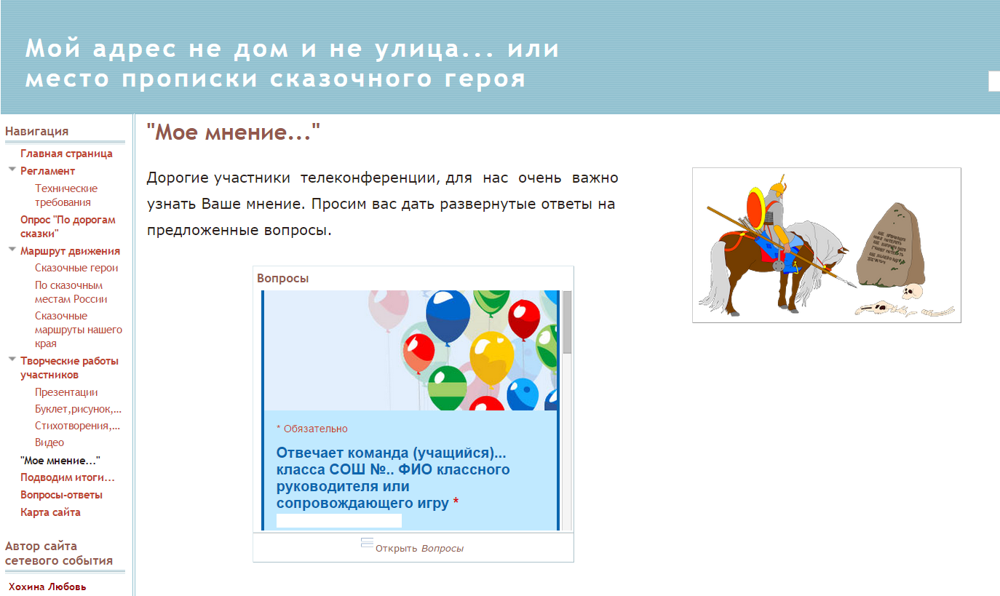 Мой адрес не дом и не улица... или
место прописки сказочного героя
Навигация
Главная страница
Регламент
Технические
требования
Опрос "По дорогам
сказки"
Маршрут движения
Сказочные герои
По сказочным
местам России
Сказочные
маршруты нашего
края
Творческие работы
участников
Презентации
Буклет,рисунок,...
Стихотворения,...
Видео
"Мое мнение..."
Подводим итоги...
Вопросы-ответы
Карта сайта
Автор сайта
сетевого события
Хохина Любовь
"Мое мнение..."
Дорогие участники телеконференции, для нас очень важно
узнать Ваше мнение. Просим вас дать развернутые ответы на
предложенные вопросы.
Вопросы
* Обязательно
Отвечает команда (учащийся)...
класса СОШ №.. ФИО классного
руководителя или
сопровождающего игру *
Открыть Вопросы